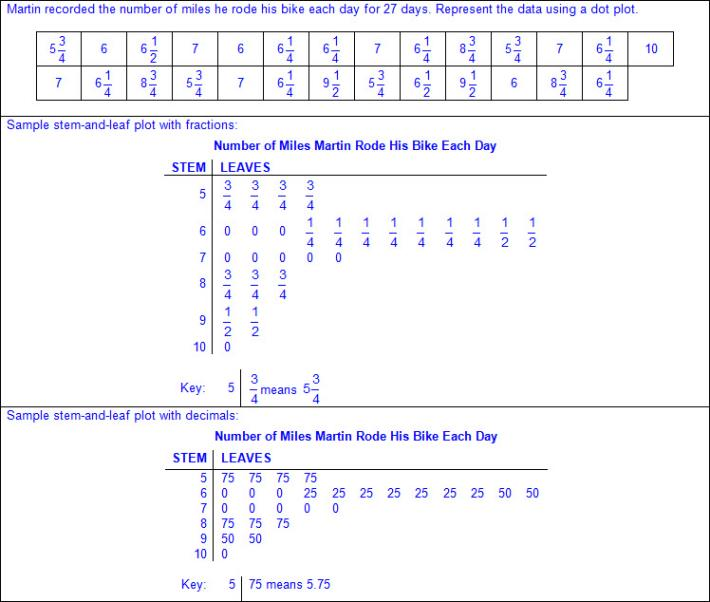 Martin recorded the number of miles he rode his bike each day for 27 days. Represent the data using a dot plot.
5 3/4 6 6 1/2 7 6 6 1/4 6 1/4 7 6 1/4 8 3/4 5 3/4 7 6 1/4 10
7 6 1/4 8 3/4 5 3/4 7 6 1/4 9 1/2 5 3/4 6 1/2 9 1/2 6 8 3/4 6 1/4
Sample stem-and-leaf plot with fractions:
Number of Miles Martin Rode His Bike Each Day
STEM LEAVES
5 3/4 3/4 3/4 3/4
6 0 0 0 1/4 1/4 1/4 1/4 1/4 1/4 1/4 1/2 1/2
7 0 0 0 0 0
8 3/4 3/4 3/4
9 1/2 1/2
10 0
Key: 5 | 3/4 means 5 3/4
Sample stem-and-leaf plot with decimals:
Number of Miles Martin Rode His Bike Each Day
STEM LEAVES
5 75 75 75 75
6 0 0 0 25 25 25 25 25 25 25 50 50
7 0 0 0 0 0
8 75 75 75
9 50 50
10 0
Key: 5 | 75 means 5.75